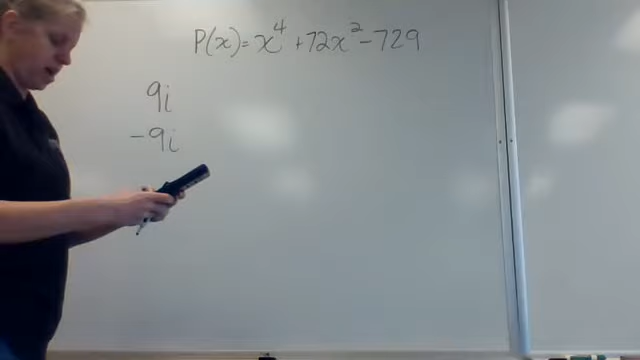 P(x)= x⁴ +72x² -729
9i
-9i